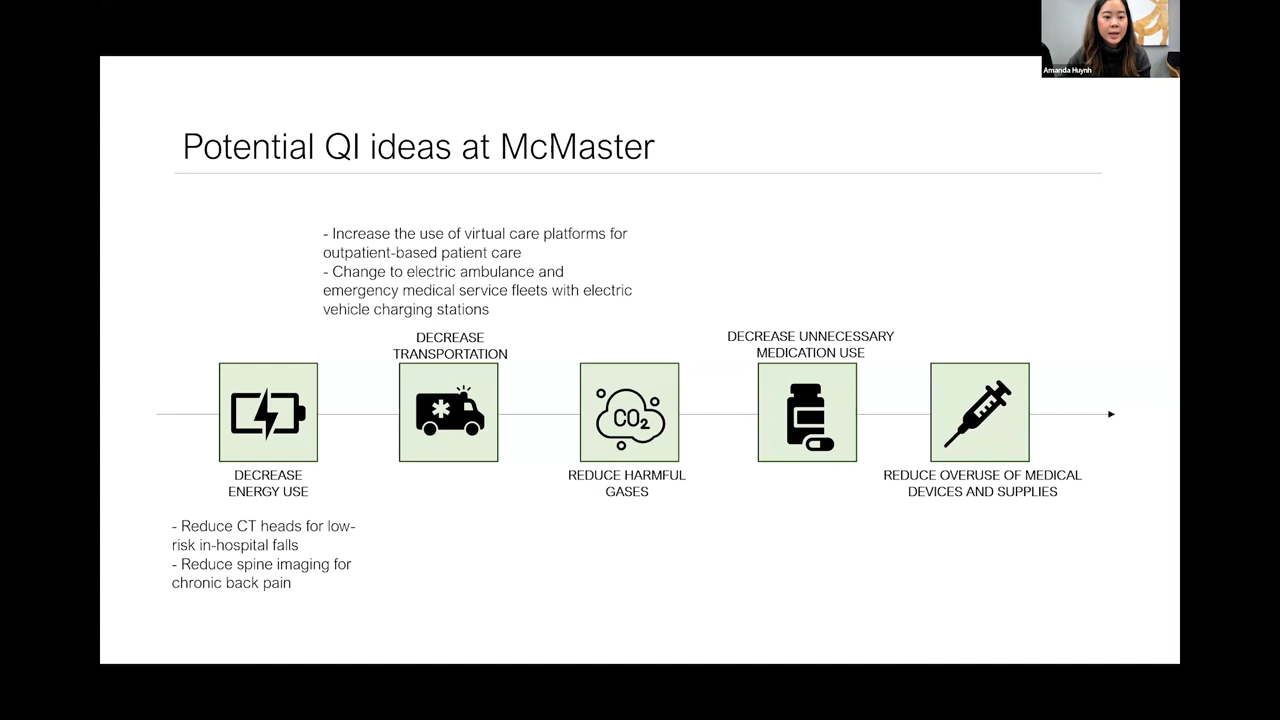 Amanda Huynh
Potential QI ideas at McMaster
- Increase the use of virtual care platforms for
outpatient-based patient care
- Change to electric ambulance and
emergency medical service fleets with electric
vehicle charging stations
DECREASE
TRANSPORTATION
DECREASE UNNECESSARY
MEDICATION USE
CO2
DECREASE
ENERGY USE
REDUCE HARMFUL
GASES
REDUCE OVERUSE OF MEDICAL
DEVICES AND SUPPLIES
- Reduce CT heads for low-
risk in-hospital falls
- Reduce spine imaging for
chronic back pain